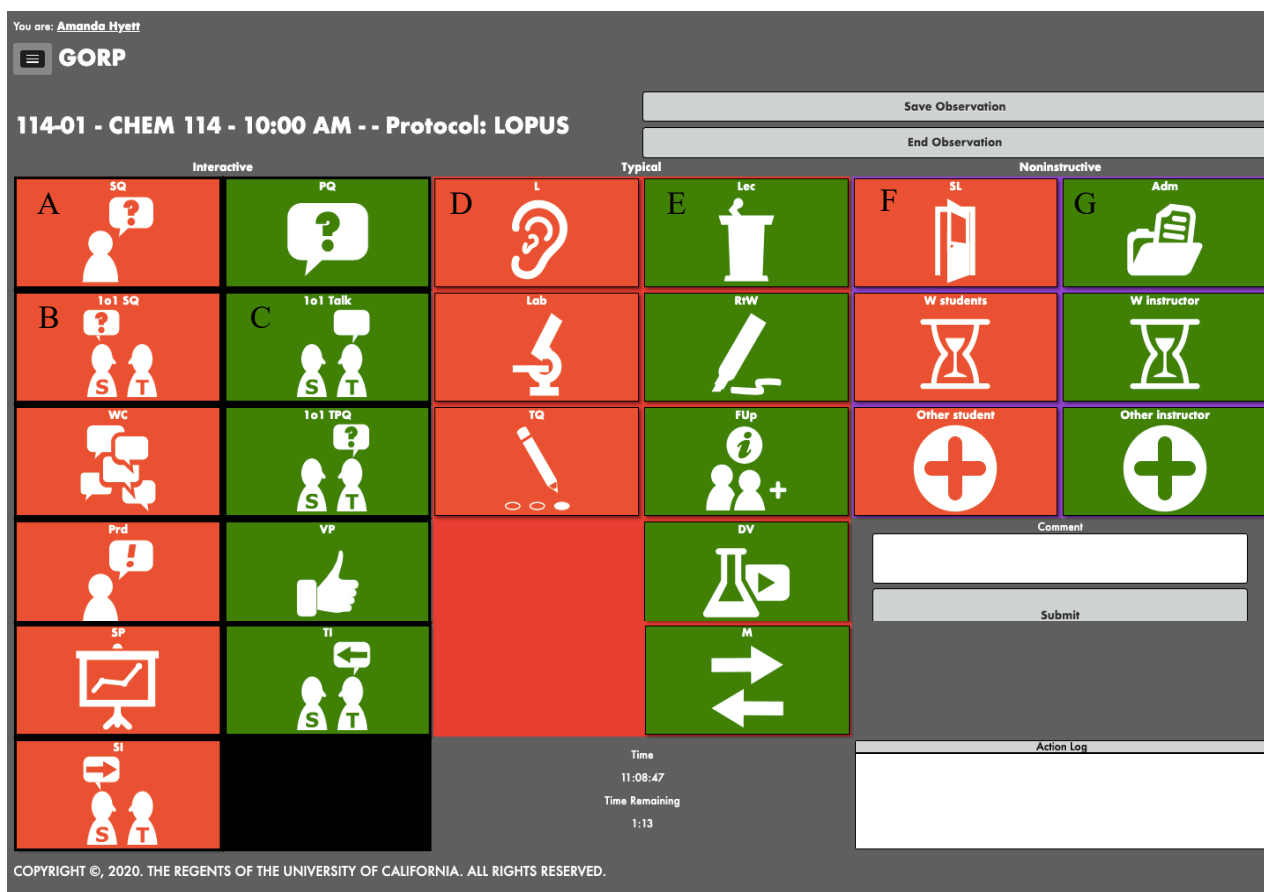 You are: Amanda Hyett
GORP
114-01 - CHEM 114 - 10:00 AM - - Protocol: LOPUS
Save Observation
End Observation
Interactive
Typical
Noninstructive
A SQ
?
PQ
?
D L
E Lec
F SL
G Adm
B 1o1 SQ
?
S T
C 1o1 Talk
S T
Lab
RtW
W students
W instructor
WC
1o1 TPQ
?
S T
TQ
FUp
i
Other student
Other instructor
Prd
!
VP
DV
Comment
Submit
SP
TI
S T
M
SI
S T
Time
11:08:47
Time Remaining
1:13
Action Log
COPYRIGHT ©, 2020. THE REGENTS OF THE UNIVERSITY OF CALIFORNIA. ALL RIGHTS RESERVED.